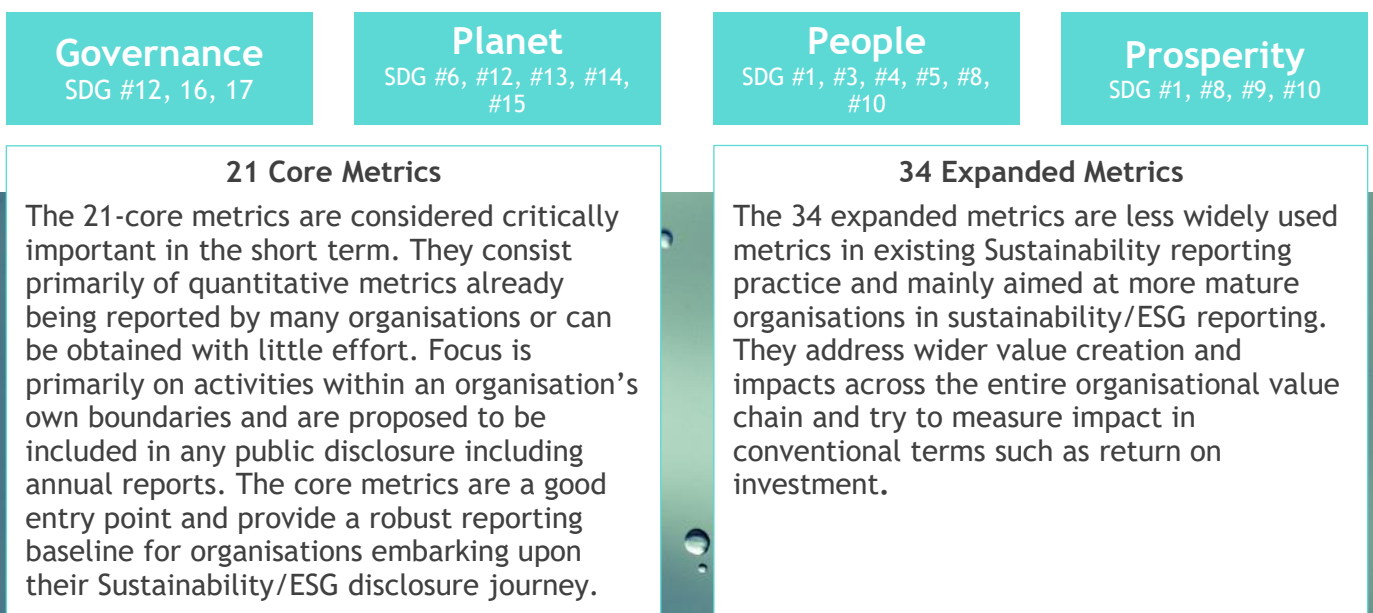 Governance
SDG #12, 16, 17
Planet
SDG #6, #12, #13, #14,
#15
People
SDG #1, #3, #4, #5, #8,
#10
Prosperity
SDG #1, #8, #9, #10
21 Core Metrics
The 21-core metrics are considered critically
important in the short term. They consist
primarily of quantitative metrics already
being reported by many organisations or can
be obtained with little effort. Focus is
primarily on activities within an organisation’s
own boundaries and are proposed to be
included in any public disclosure including
annual reports. The core metrics are a good
entry point and provide a robust reporting
baseline for organisations embarking upon
their Sustainability/ESG disclosure journey.
34 Expanded Metrics
The 34 expanded metrics are less widely used
metrics in existing Sustainability reporting
practice and mainly aimed at more mature
organisations in sustainability/ESG reporting.
They address wider value creation and
impacts across the entire organisational value
chain and try to measure impact in
conventional terms such as return on
investment.